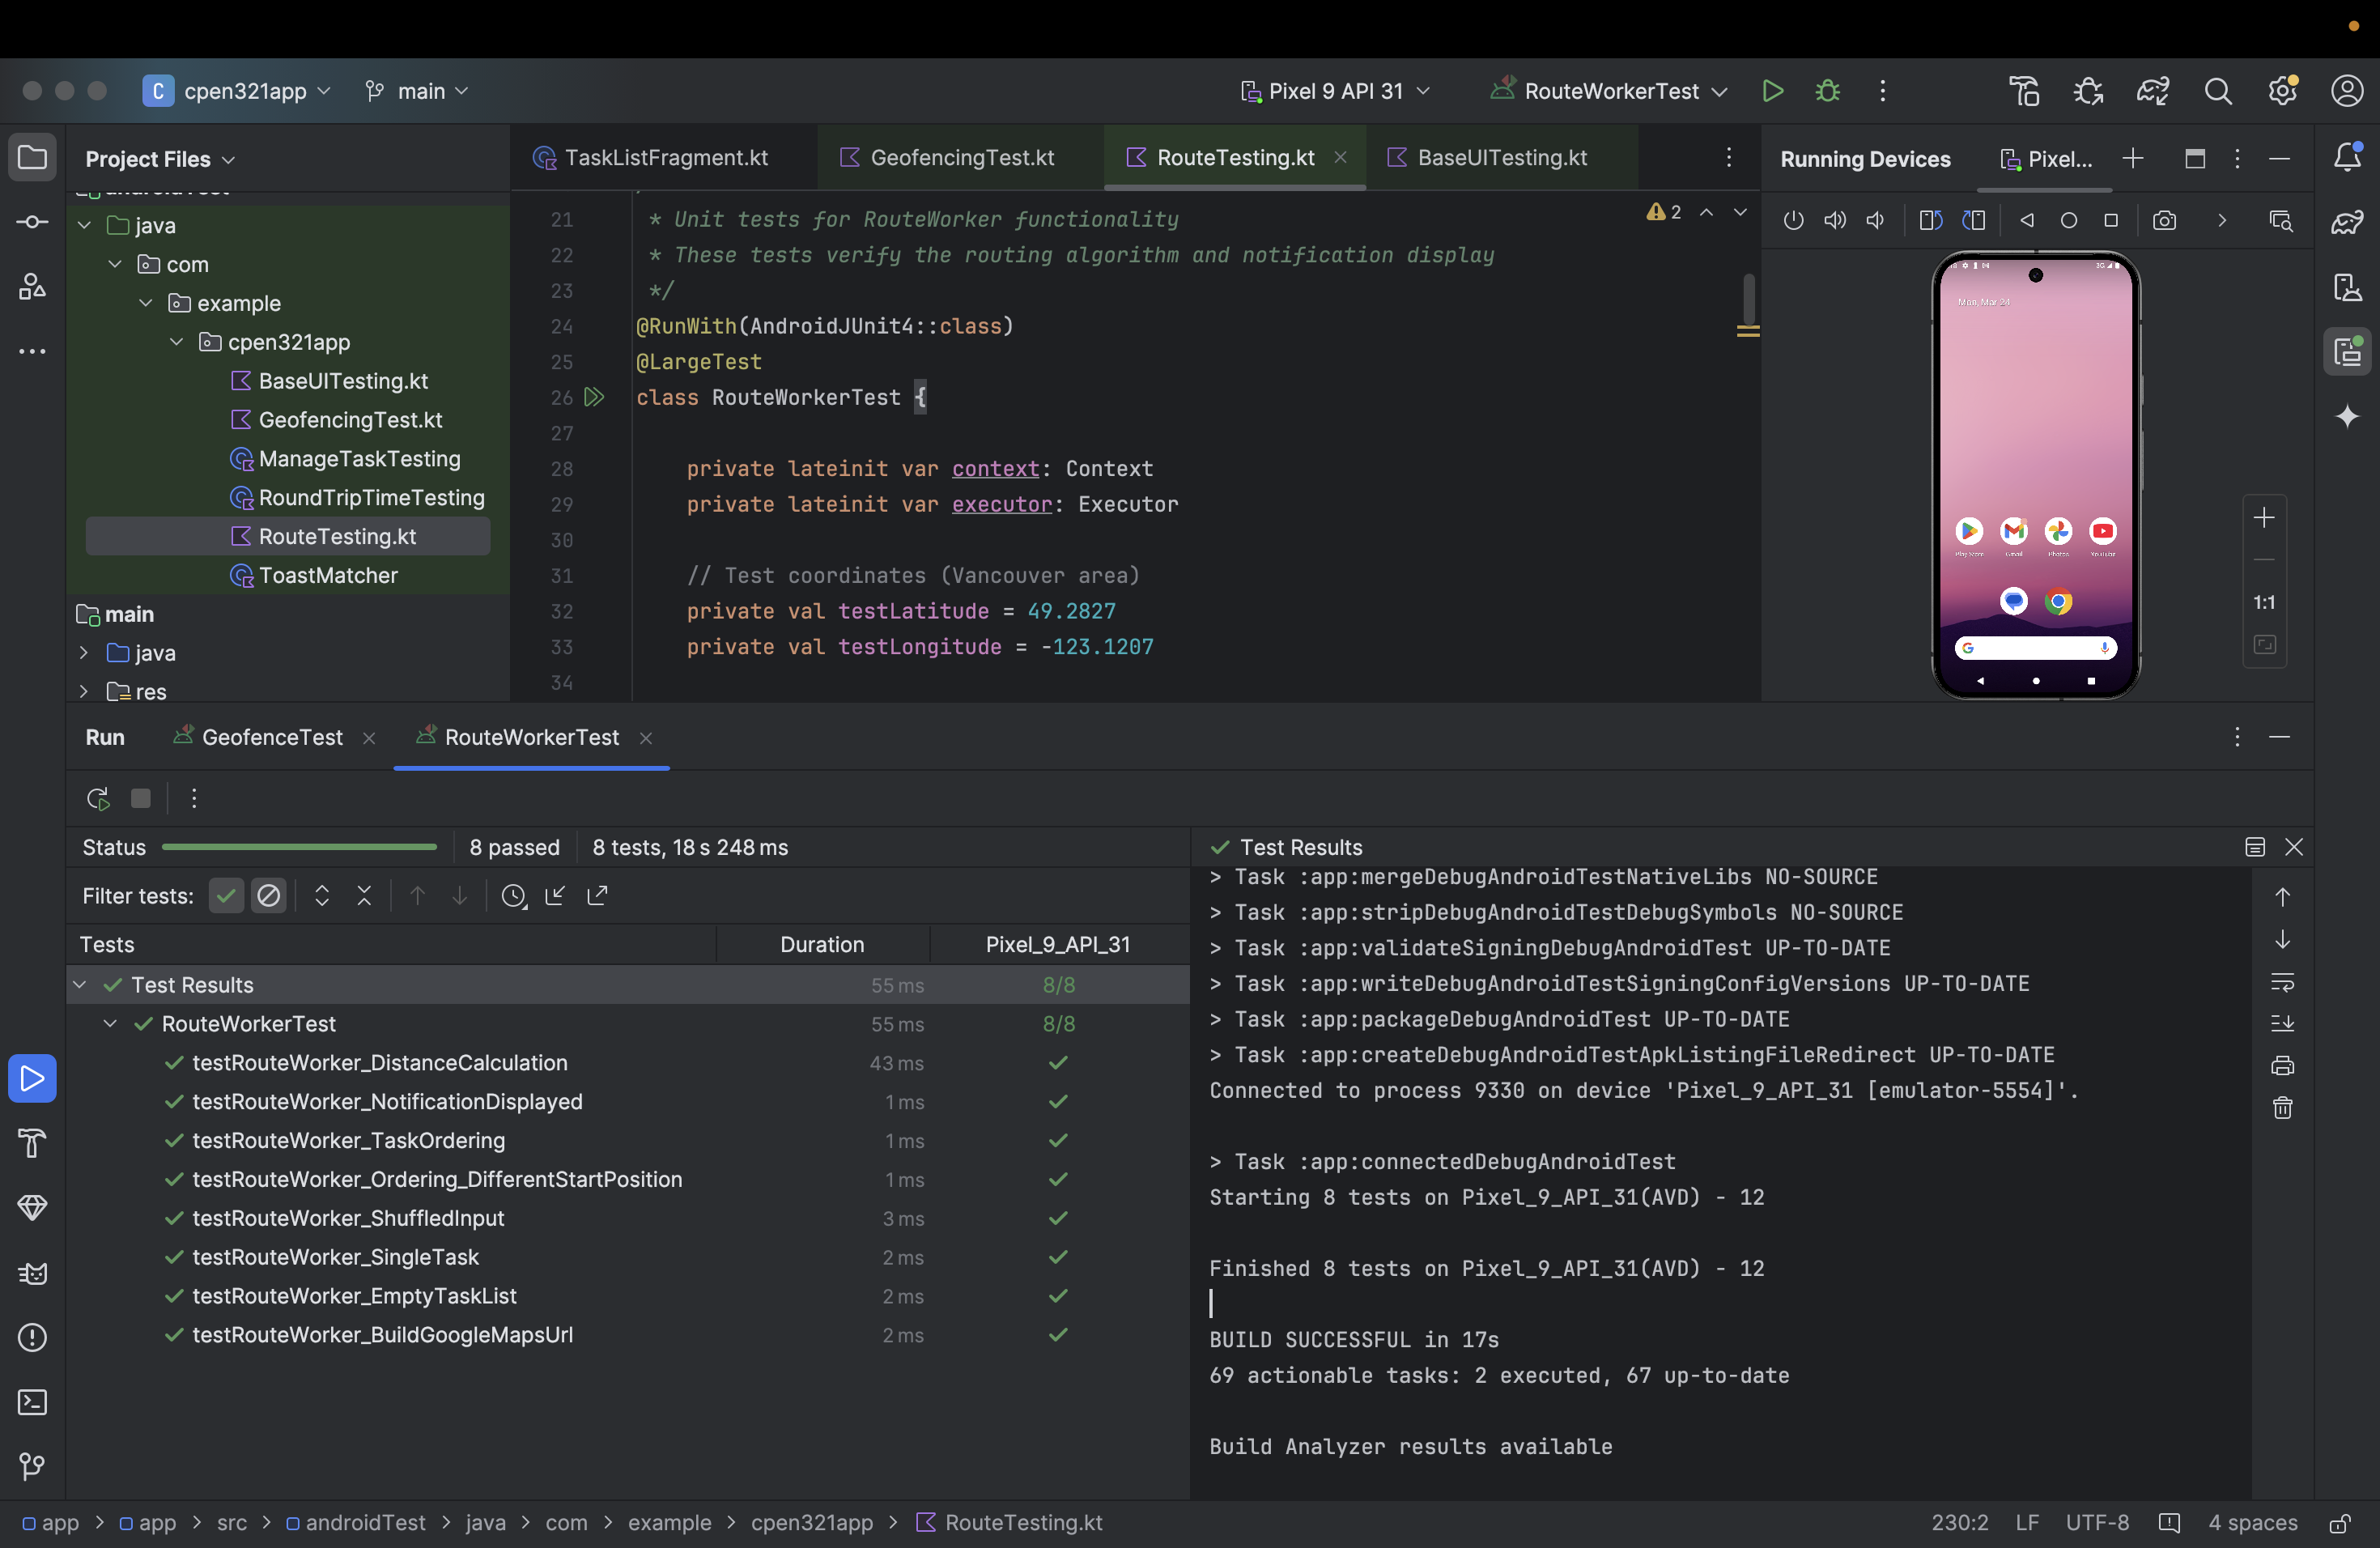 C cpen321app main Pixel 9 API 31 RouteWorkerTest
Project Files
java
com
example
cpen321app
BaseUITesting.kt
GeofencingTest.kt
ManageTaskTesting
RoundTripTimeTesting
RouteTesting.kt
ToastMatcher
main
java
res
TaskListFragment.kt GeofencingTest.kt RouteTesting.kt BaseUITesting.kt
2
21 * Unit tests for RouteWorker functionality
22 * These tests verify the routing algorithm and notification display
23 */
24 @RunWith(AndroidJUnit4::class)
25 @LargeTest
26 class RouteWorkerTest {
27
28 private lateinit var context: Context
29 private lateinit var executor: Executor
30
31 // Test coordinates (Vancouver area)
32 private val testLatitude = 49.2827
33 private val testLongitude = -123.1207
34
Running Devices Pixel...
Mon, Mar 24
Play Store Gmail Photos YouTube
1:1
Run GeofenceTest RouteWorkerTest
Status 8 passed 8 tests, 18 s 248 ms
Filter tests:
Tests Duration Pixel_9_API_31
Test Results 55 ms 8/8
RouteWorkerTest 55 ms 8/8
testRouteWorker_DistanceCalculation 43 ms
testRouteWorker_NotificationDisplayed 1 ms
testRouteWorker_TaskOrdering 1 ms
testRouteWorker_Ordering_DifferentStartPosition 1 ms
testRouteWorker_ShuffledInput 3 ms
testRouteWorker_SingleTask 2 ms
testRouteWorker_EmptyTaskList 2 ms
testRouteWorker_BuildGoogleMapsUrl 2 ms
Test Results
> Task :app:mergeDebugAndroidTestNativeLibs NO-SOURCE
> Task :app:stripDebugAndroidTestDebugSymbols NO-SOURCE
> Task :app:validateSigningDebugAndroidTest UP-TO-DATE
> Task :app:writeDebugAndroidTestSigningConfigVersions UP-TO-DATE
> Task :app:packageDebugAndroidTest UP-TO-DATE
> Task :app:createDebugAndroidTestApkListingFileRedirect UP-TO-DATE
Connected to process 9330 on device 'Pixel_9_API_31 [emulator-5554]'.
> Task :app:connectedDebugAndroidTest
Starting 8 tests on Pixel_9_API_31(AVD) - 12
Finished 8 tests on Pixel_9_API_31(AVD) - 12
BUILD SUCCESSFUL in 17s
69 actionable tasks: 2 executed, 67 up-to-date
Build Analyzer results available
app > app > src > androidTest > java > com > example > cpen321app > RouteTesting.kt
230:2 LF UTF-8 4 spaces